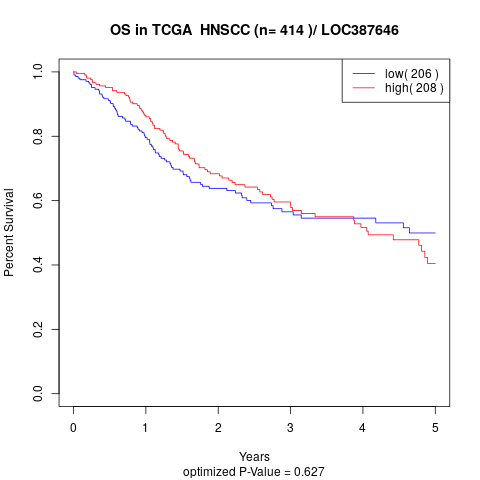 OS in TCGA  HNSCC (n= 414 )/ LOC387646
low( 206 )
high( 208 )
Percent Survival
1.0
0.8
0.6
0.4
0.2
0.0
0 1 2 3 4 5
Years
optimized P-Value = 0.627